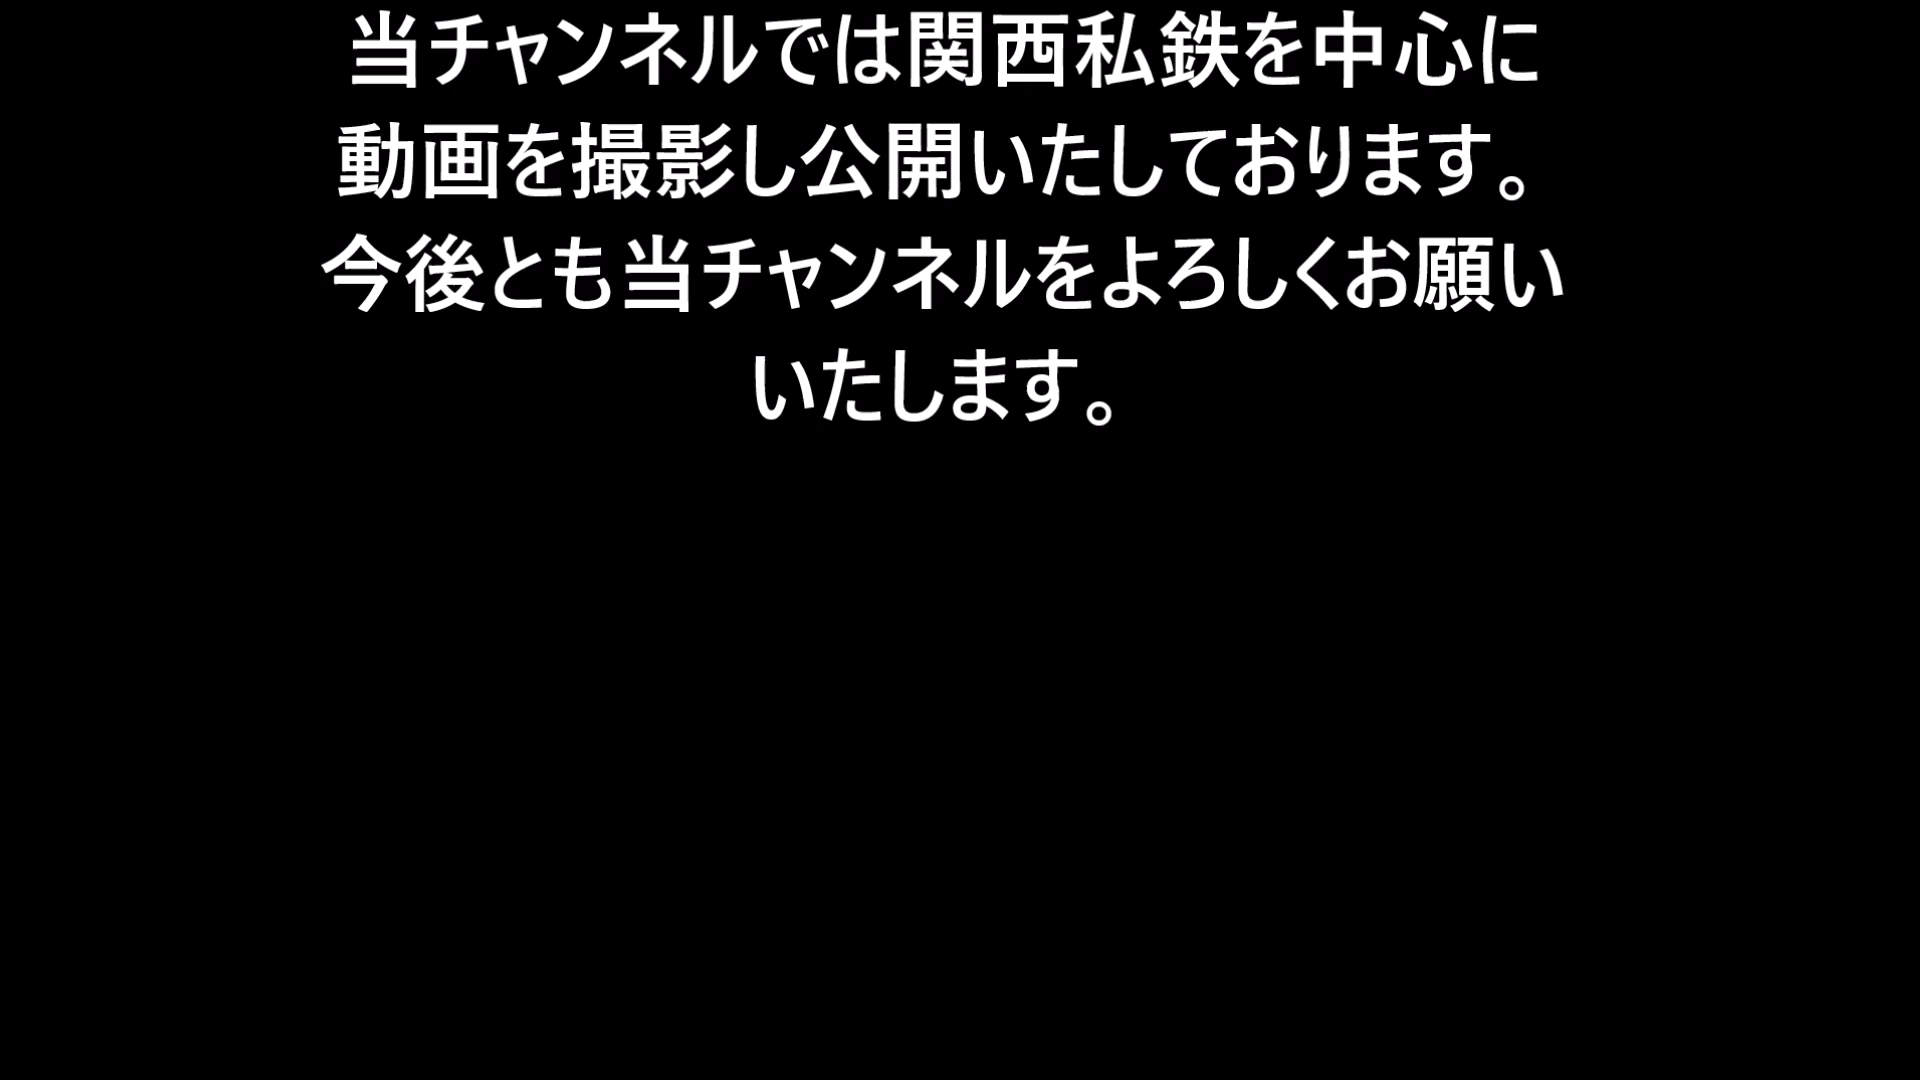 当チャンネルでは関西私鉄を中心に
動画を撮影し公開いたしております。
今後とも当チャンネルをよろしくお願い
いたします。